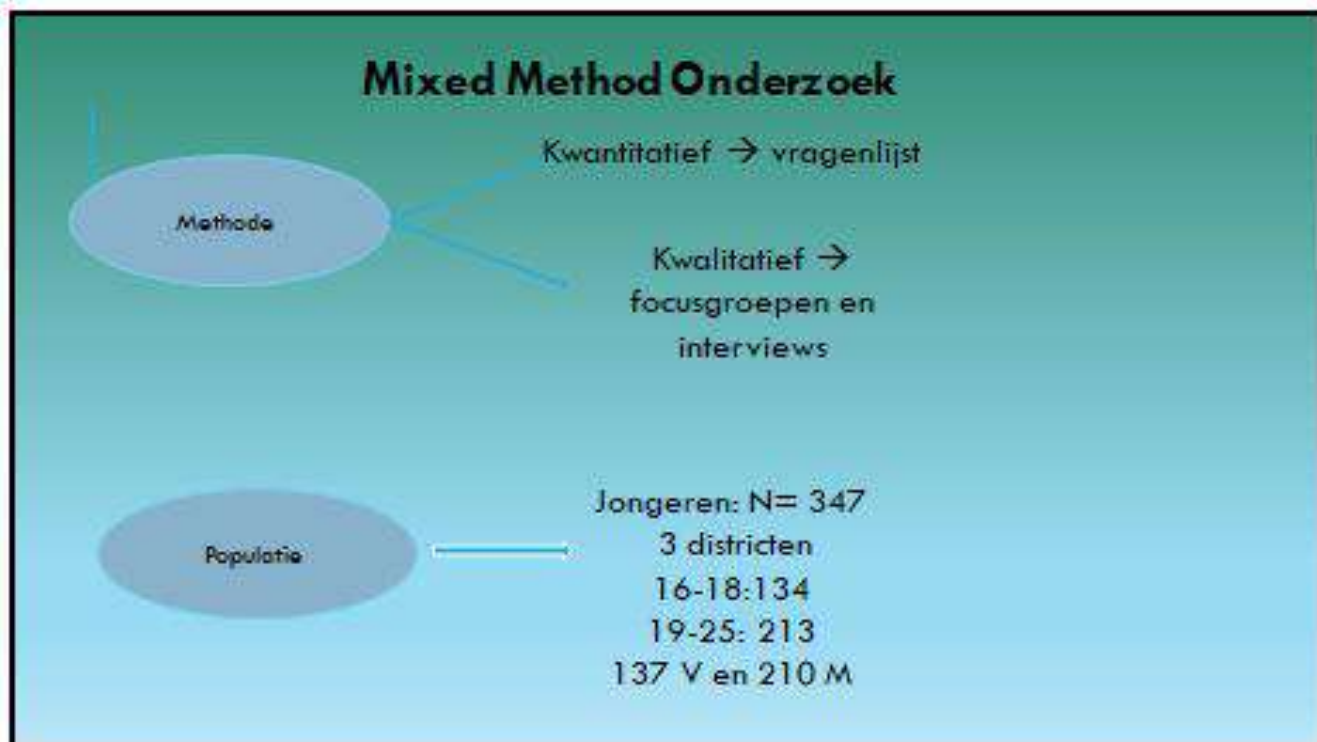 Mixed Method Onderzoek
Methode
Kwantitatief → vragenlijst
Kwalitatief →
focusgroepen en
interviews
Populatie
Jongeren: N= 347
3 districten
16-18:134
19-25: 213
137 V en 210 M